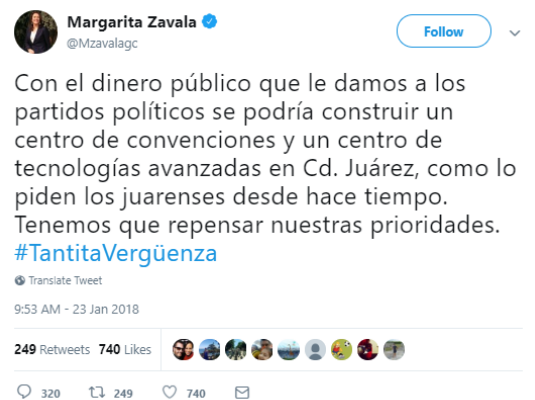 Margarita Zavala
@Mzavalagc
Follow
Con el dinero público que le damos a los
partidos políticos se podría construir un
centro de convenciones y un centro de
tecnologías avanzadas en Cd. Juárez, como lo
piden los juarenses desde hace tiempo.
Tenemos que repensar nuestras prioridades.
#TantitaVergüenza
Translate Tweet
9:53 AM - 23 Jan 2018
249 Retweets 740 Likes
320 249 740